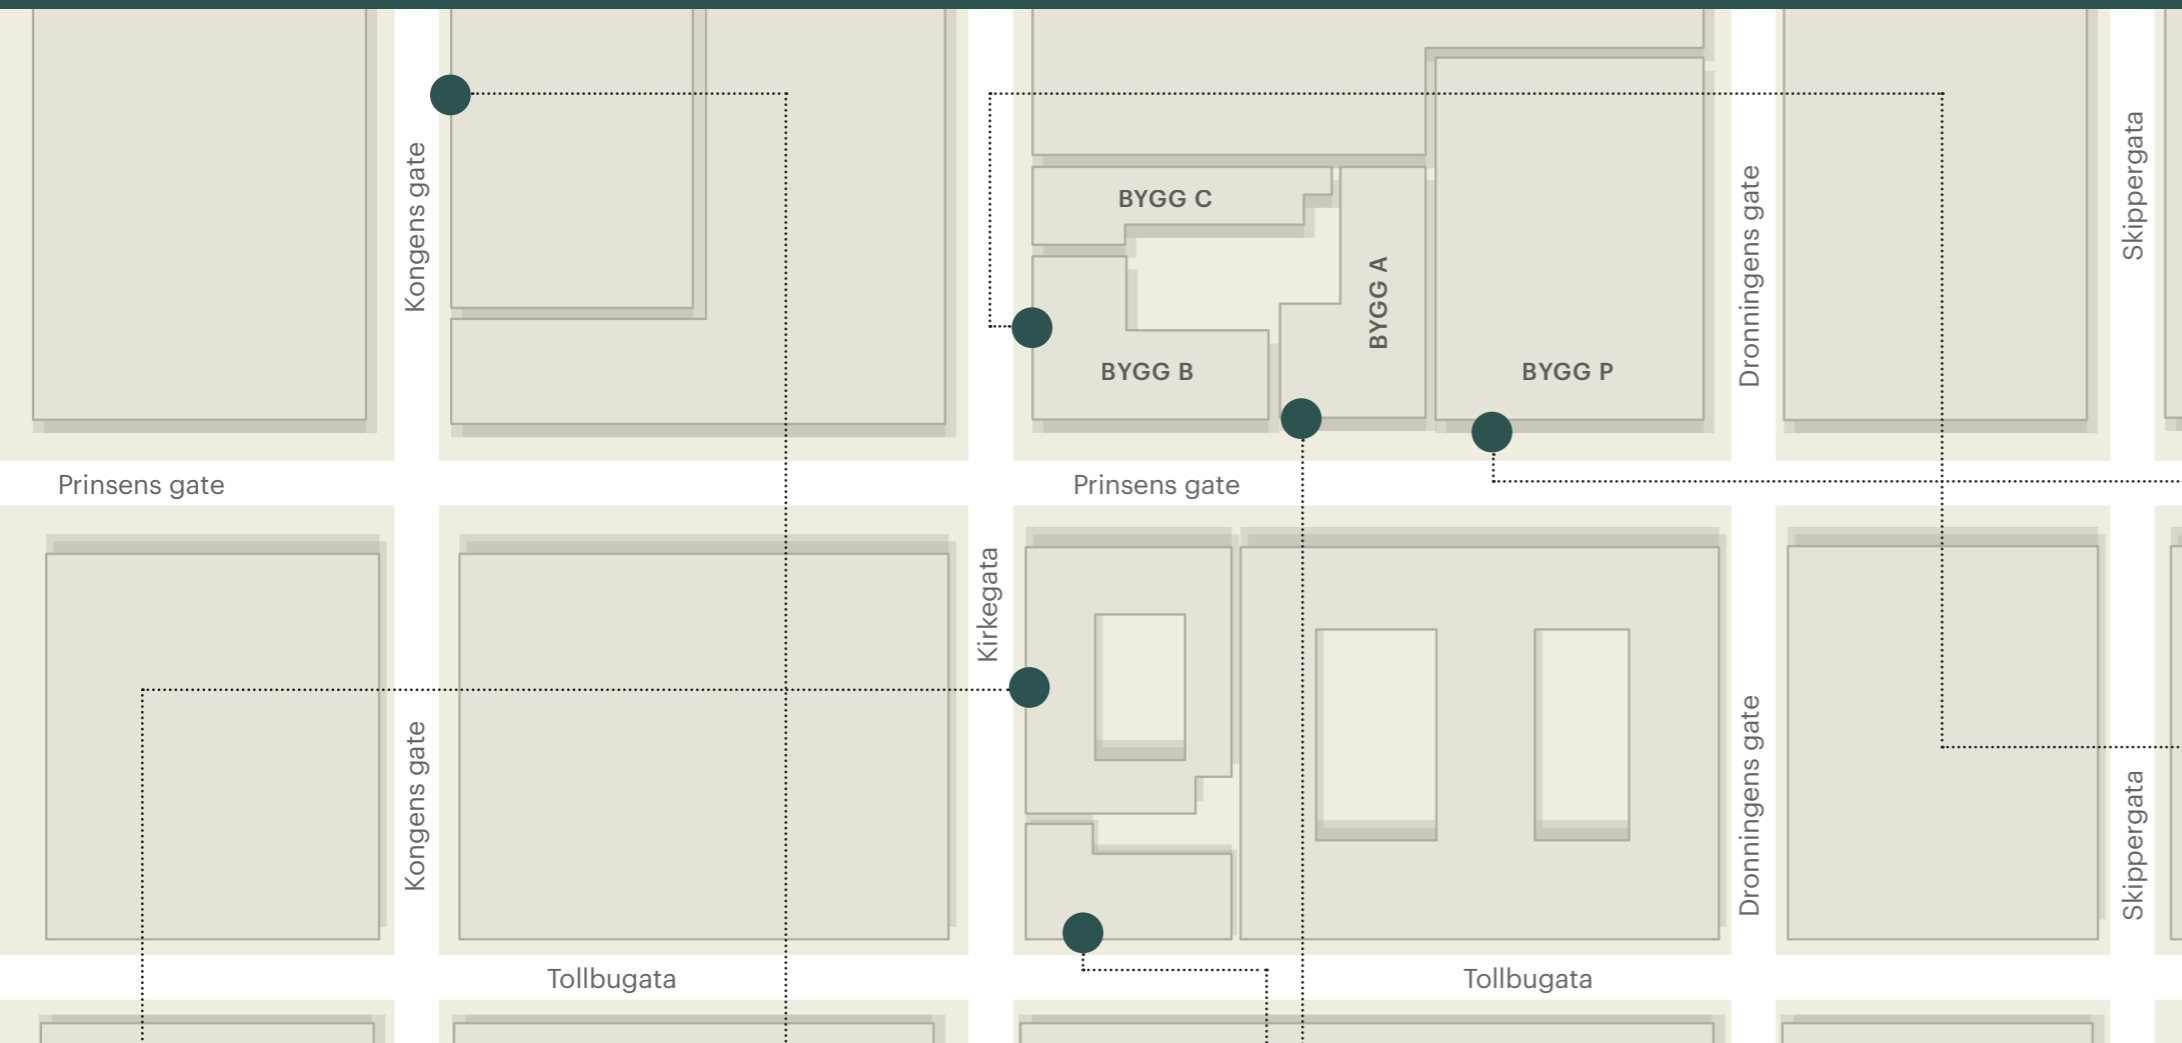 Kongens gate
BYGG C
BYGG A
BYGG B
BYGG P
Dronningens gate
Skippergata
Prinsens gate
Prinsens gate
Kirkegata
Kongens gate
Dronningens gate
Skippergata
Tollbugata
Tollbugata